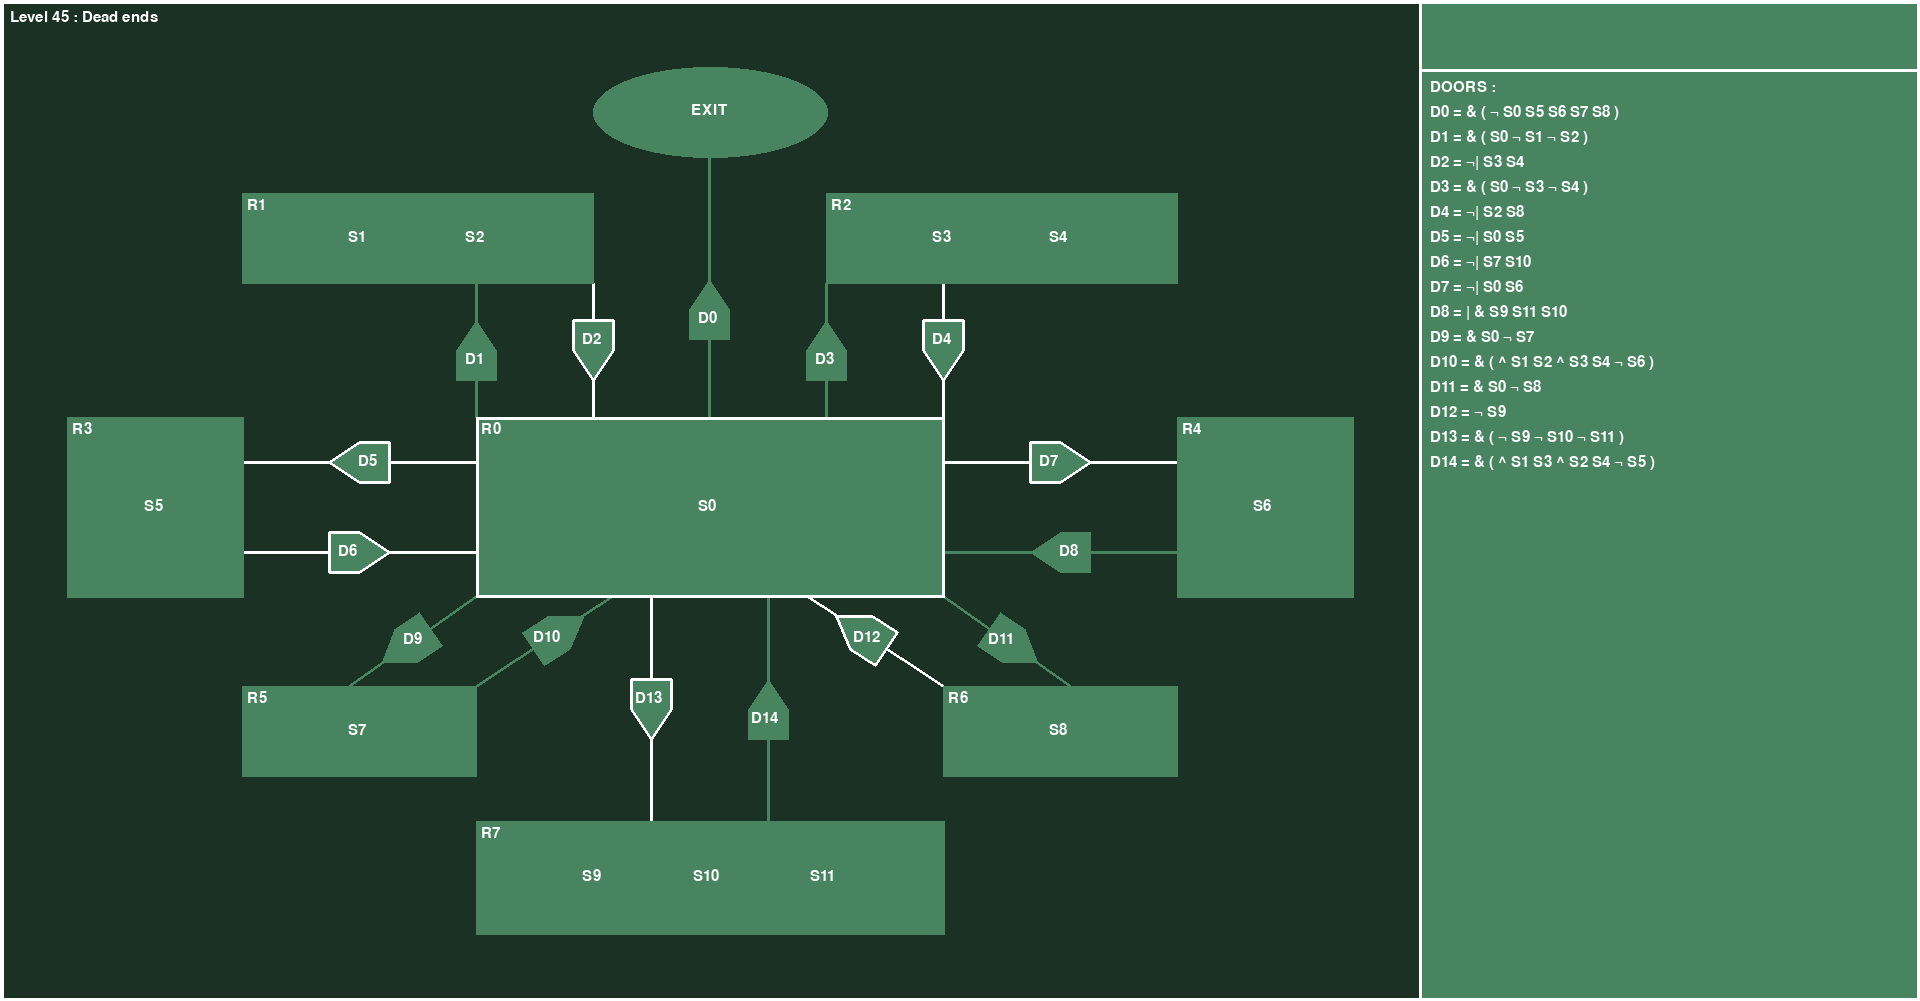 Level 45 : Dead ends
EXIT
R1
S1 S2
R2
S3 S4
D0
D2
D4
D1
D3
R3
S5
R0
S0
R4
S6
D5
D7
D6
D8
D9
D10
D12
D11
R5
S7
D13
D14
R6
S8
R7
S9 S10 S11
DOORS :
D0 = & ( ¬ S0 S5 S6 S7 S8 )
D1 = & ( S0 ¬ S1 ¬ S2 )
D2 = ¬| S3 S4
D3 = & ( S0 ¬ S3 ¬ S4 )
D4 = ¬| S2 S8
D5 = ¬| S0 S5
D6 = ¬| S7 S10
D7 = ¬| S0 S6
D8 = | & S9 S11 S10
D9 = & S0 ¬ S7
D10 = & ( ^ S1 S2 ^ S3 S4 ¬ S6 )
D11 = & S0 ¬ S8
D12 = ¬ S9
D13 = & ( ¬ S9 ¬ S10 ¬ S11 )
D14 = & ( ^ S1 S3 ^ S2 S4 ¬ S5 )